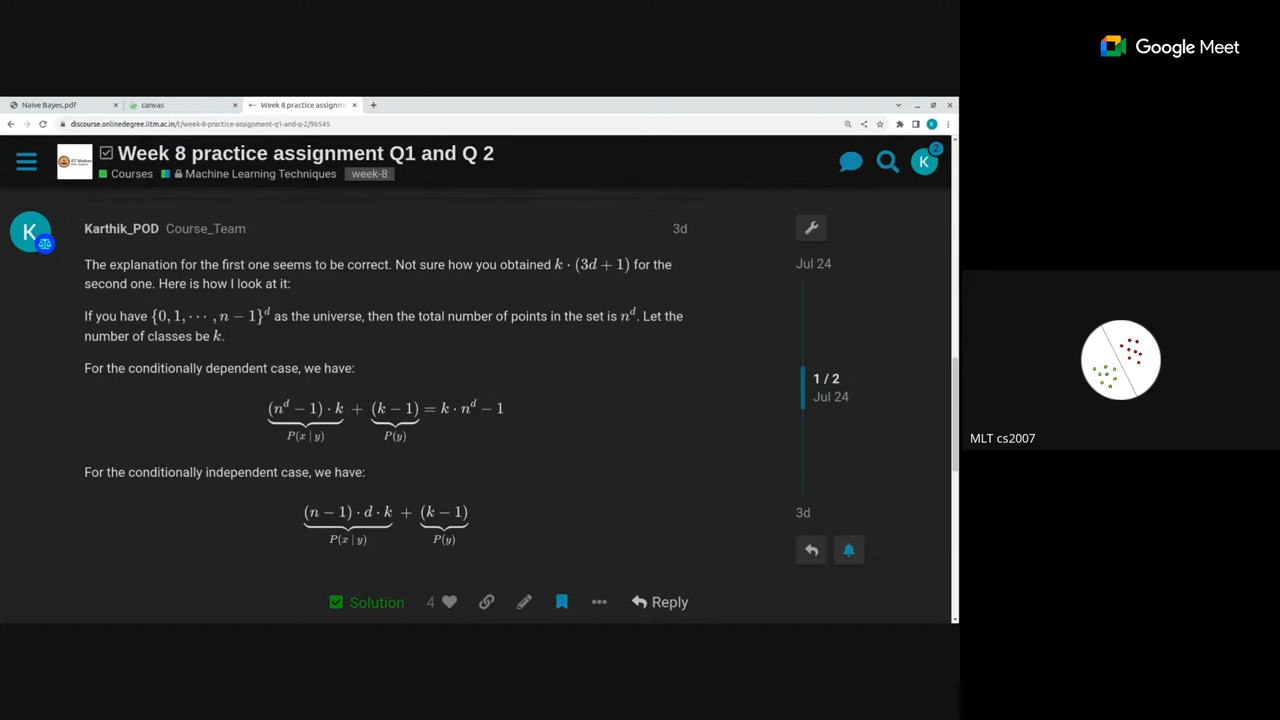 Google Meet
Naive Bayes.pdf
canvas
Week 8 practice assignm
discourse.onlinedegree.iitm.ac.in/t/week-8-practice-assignment-q1-and-q-2/96545
Week 8 practice assignment Q1 and Q 2
Courses Machine Learning Techniques week-8
K 2
K
Karthik_POD Course_Team 3d
The explanation for the first one seems to be correct. Not sure how you obtained k · (3d + 1) for the
second one. Here is how I look at it:
If you have {0, 1, ··· , n − 1}^d as the universe, then the total number of points in the set is n^d. Let the
number of classes be k.
For the conditionally dependent case, we have:
(n^d − 1) · k + (k − 1) = k · n^d − 1
P(x | y) P(y)
For the conditionally independent case, we have:
(n − 1) · d · k + (k − 1)
P(x | y) P(y)
Solution 4 Reply
Jul 24
1 / 2
Jul 24
3d
MLT cs2007